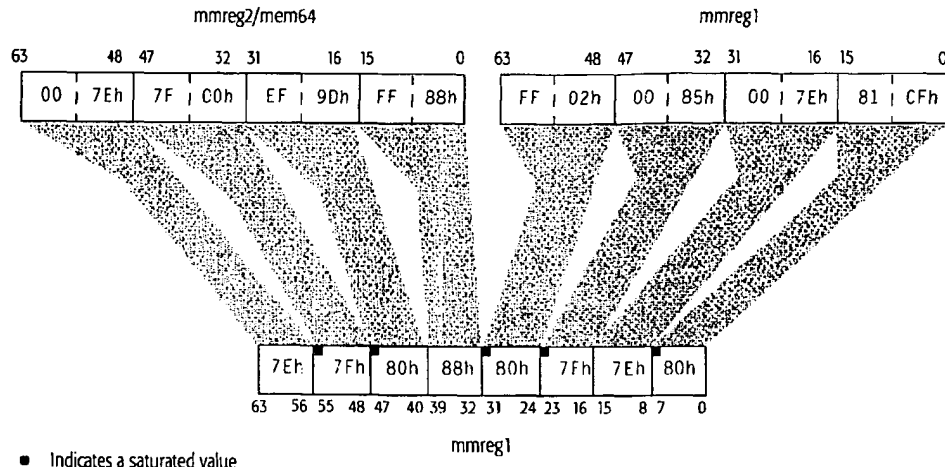 mmreg2/mem64 mmreg1
63 48 47 32 31 16 15 0 63 48 47 32 31 16 15 0
00 7Eh 7F 00h EF 9Dh FF 88h FF 02h 00 85h 00 7Eh 81 CFh
7Eh 7Fh 80h 88h 80h 7Fh 7Eh 80h
63 56 55 48 47 40 39 32 31 24 23 16 15 8 7 0
mmreg1
■ Indicates a saturated value